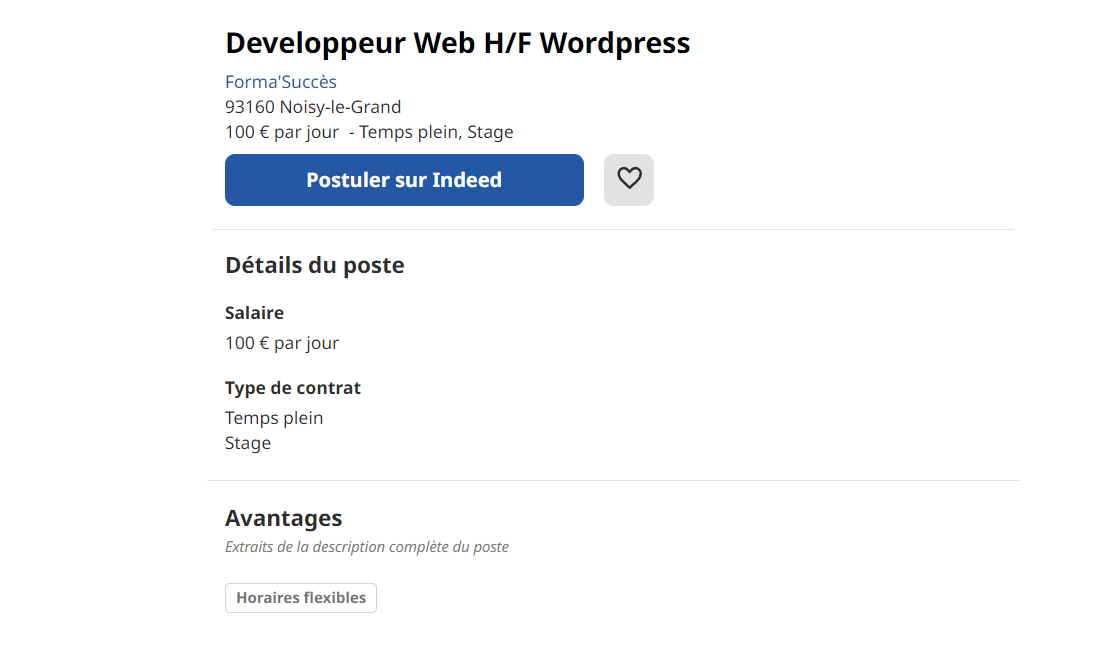 Developpeur Web H/F Wordpress
Forma'Succès
93160 Noisy-le-Grand
100 € par jour - Temps plein, Stage
Postuler sur Indeed
Détails du poste
Salaire
100 € par jour
Type de contrat
Temps plein
Stage
Avantages
Extraits de la description complète du poste
Horaires flexibles